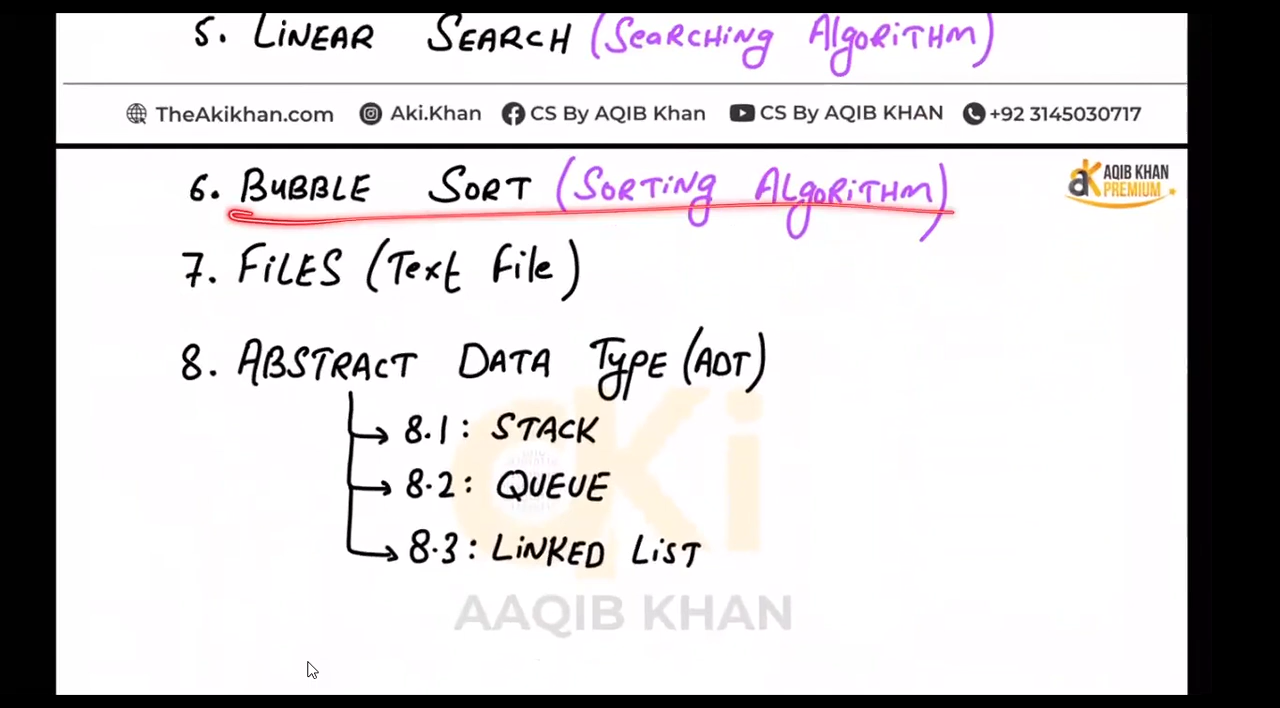 5. LiNEAR SEARCH (SeARCHiNg AlgoRiTHM)
TheAkikhan.com Aki.Khan CS By AQIB Khan CS By AQIB KHAN +92 3145030717
6. BUBBLE SORT (SORTiNg AlgoRiTHM)
AQIB KHAN
PREMIUM
7. FiLES (Text File)
8. ABSTRACT DATA TYPE (ADT)
8.1: STACK
8.2: QUEUE
8.3: LiNKED LiST
aKi
AAQIB KHAN